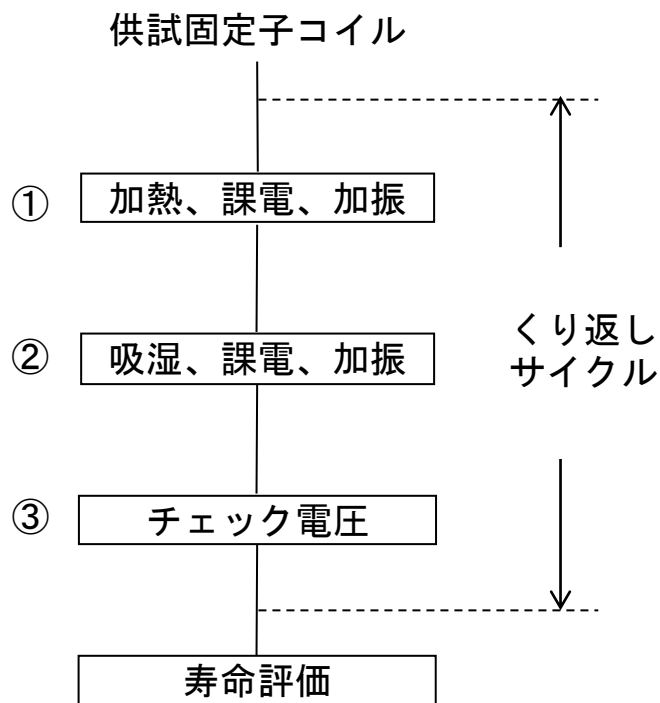 供試固定子コイル
① 加熱、課電、加振
② 吸湿、課電、加振
くり返し
サイクル
③ チェック電圧
寿命評価